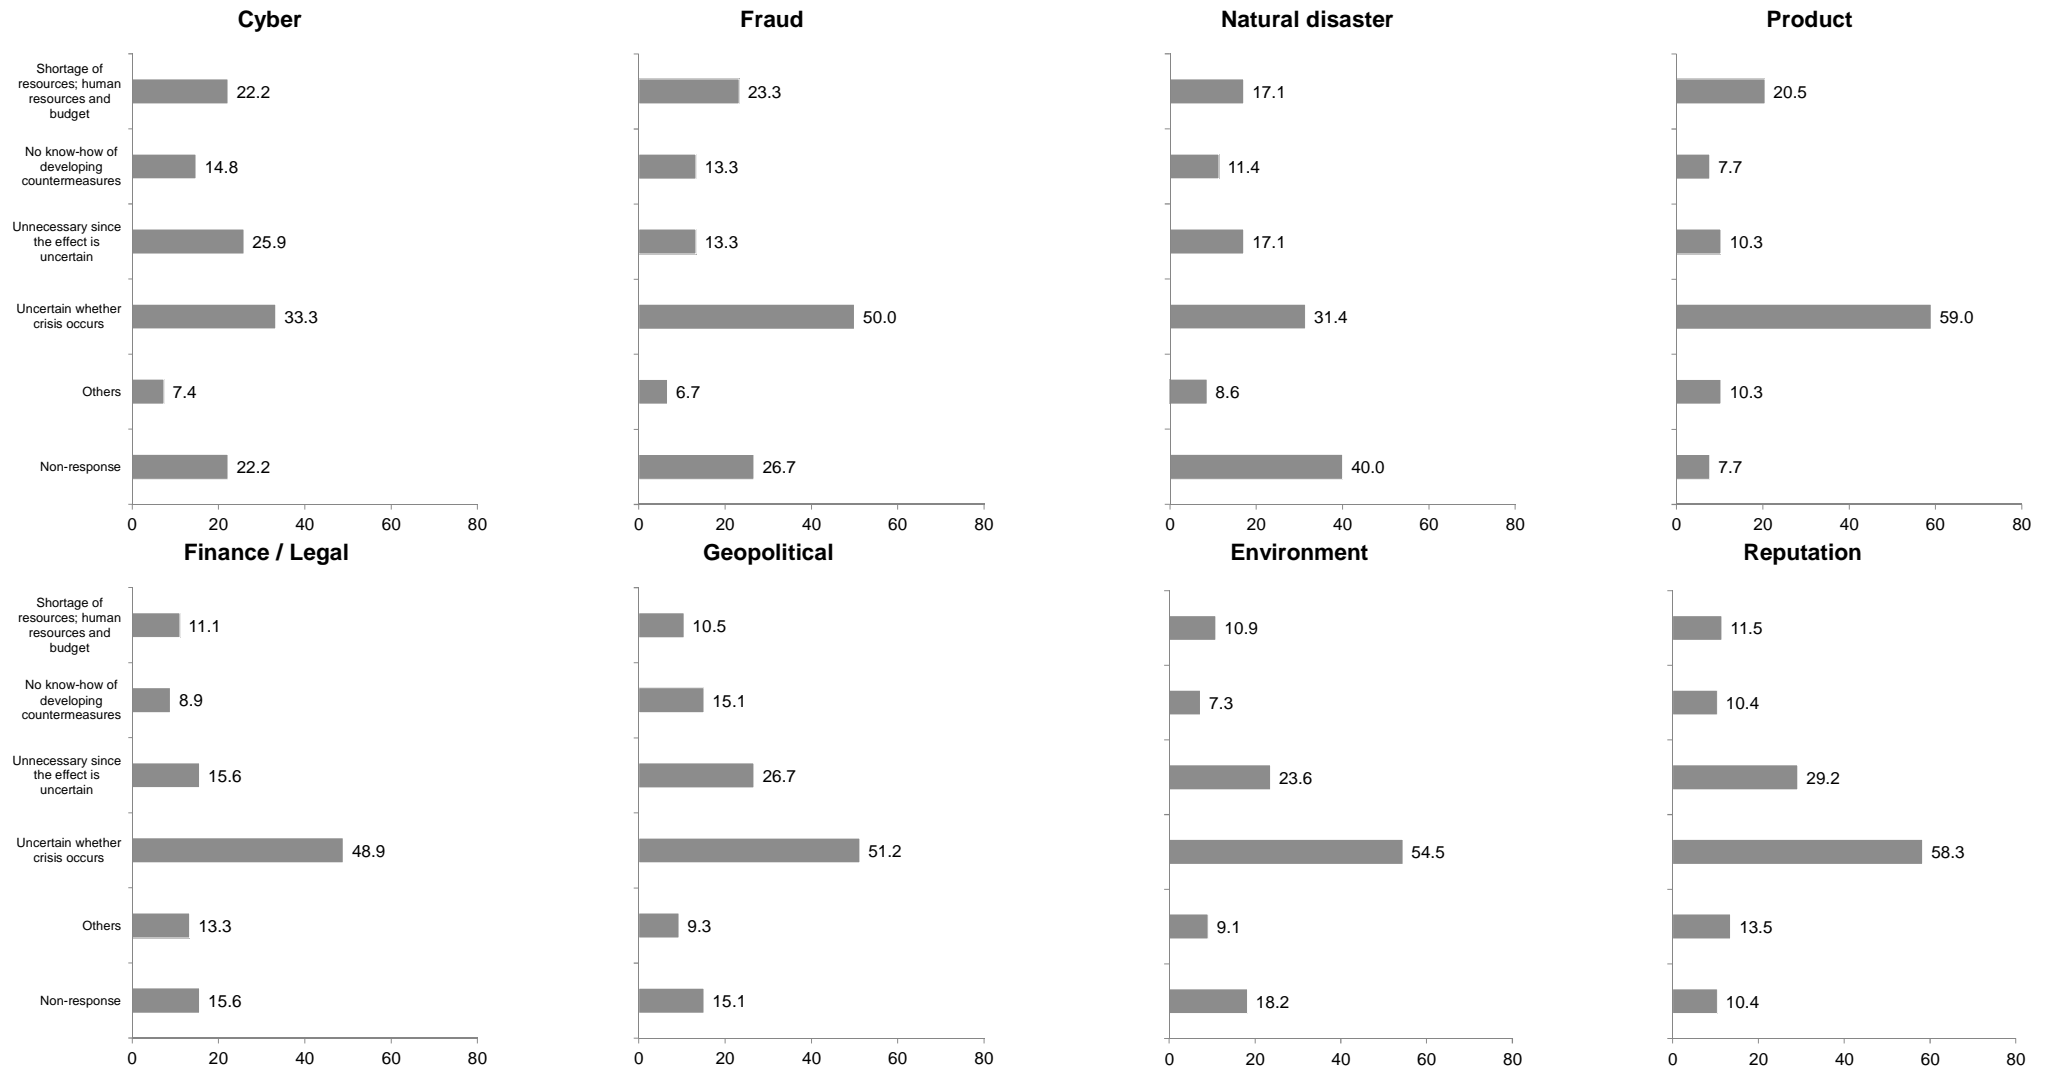 Cyber
Fraud
Natural disaster
Product
Shortage of
resources; human
resources and
budget
22.2
23.3
17.1
20.5
No know-how of
developing
countermeasures
14.8
13.3
11.4
7.7
Unnecessary since
the effect is
uncertain
25.9
13.3
17.1
10.3
Uncertain whether
crisis occurs
33.3
50.0
31.4
59.0
Others
7.4
6.7
8.6
10.3
Non-response
22.2
26.7
40.0
7.7
0 20 40 60 80
0 20 40 60 80
0 20 40 60 80
0 20 40 60 80
Finance / Legal
Geopolitical
Environment
Reputation
Shortage of
resources; human
resources and
budget
11.1
10.5
10.9
11.5
No know-how of
developing
countermeasures
8.9
15.1
7.3
10.4
Unnecessary since
the effect is
uncertain
15.6
26.7
23.6
29.2
Uncertain whether
crisis occurs
48.9
51.2
54.5
58.3
Others
13.3
9.3
9.1
13.5
Non-response
15.6
15.1
18.2
10.4
0 20 40 60 80
0 20 40 60 80
0 20 40 60 80
0 20 40 60 80